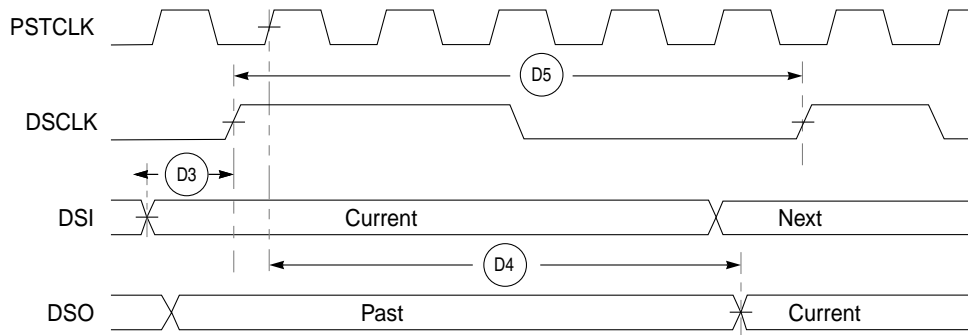 PSTCLK
D5
DSCLK
D3
DSI
Current
Next
D4
DSO
Past
Current